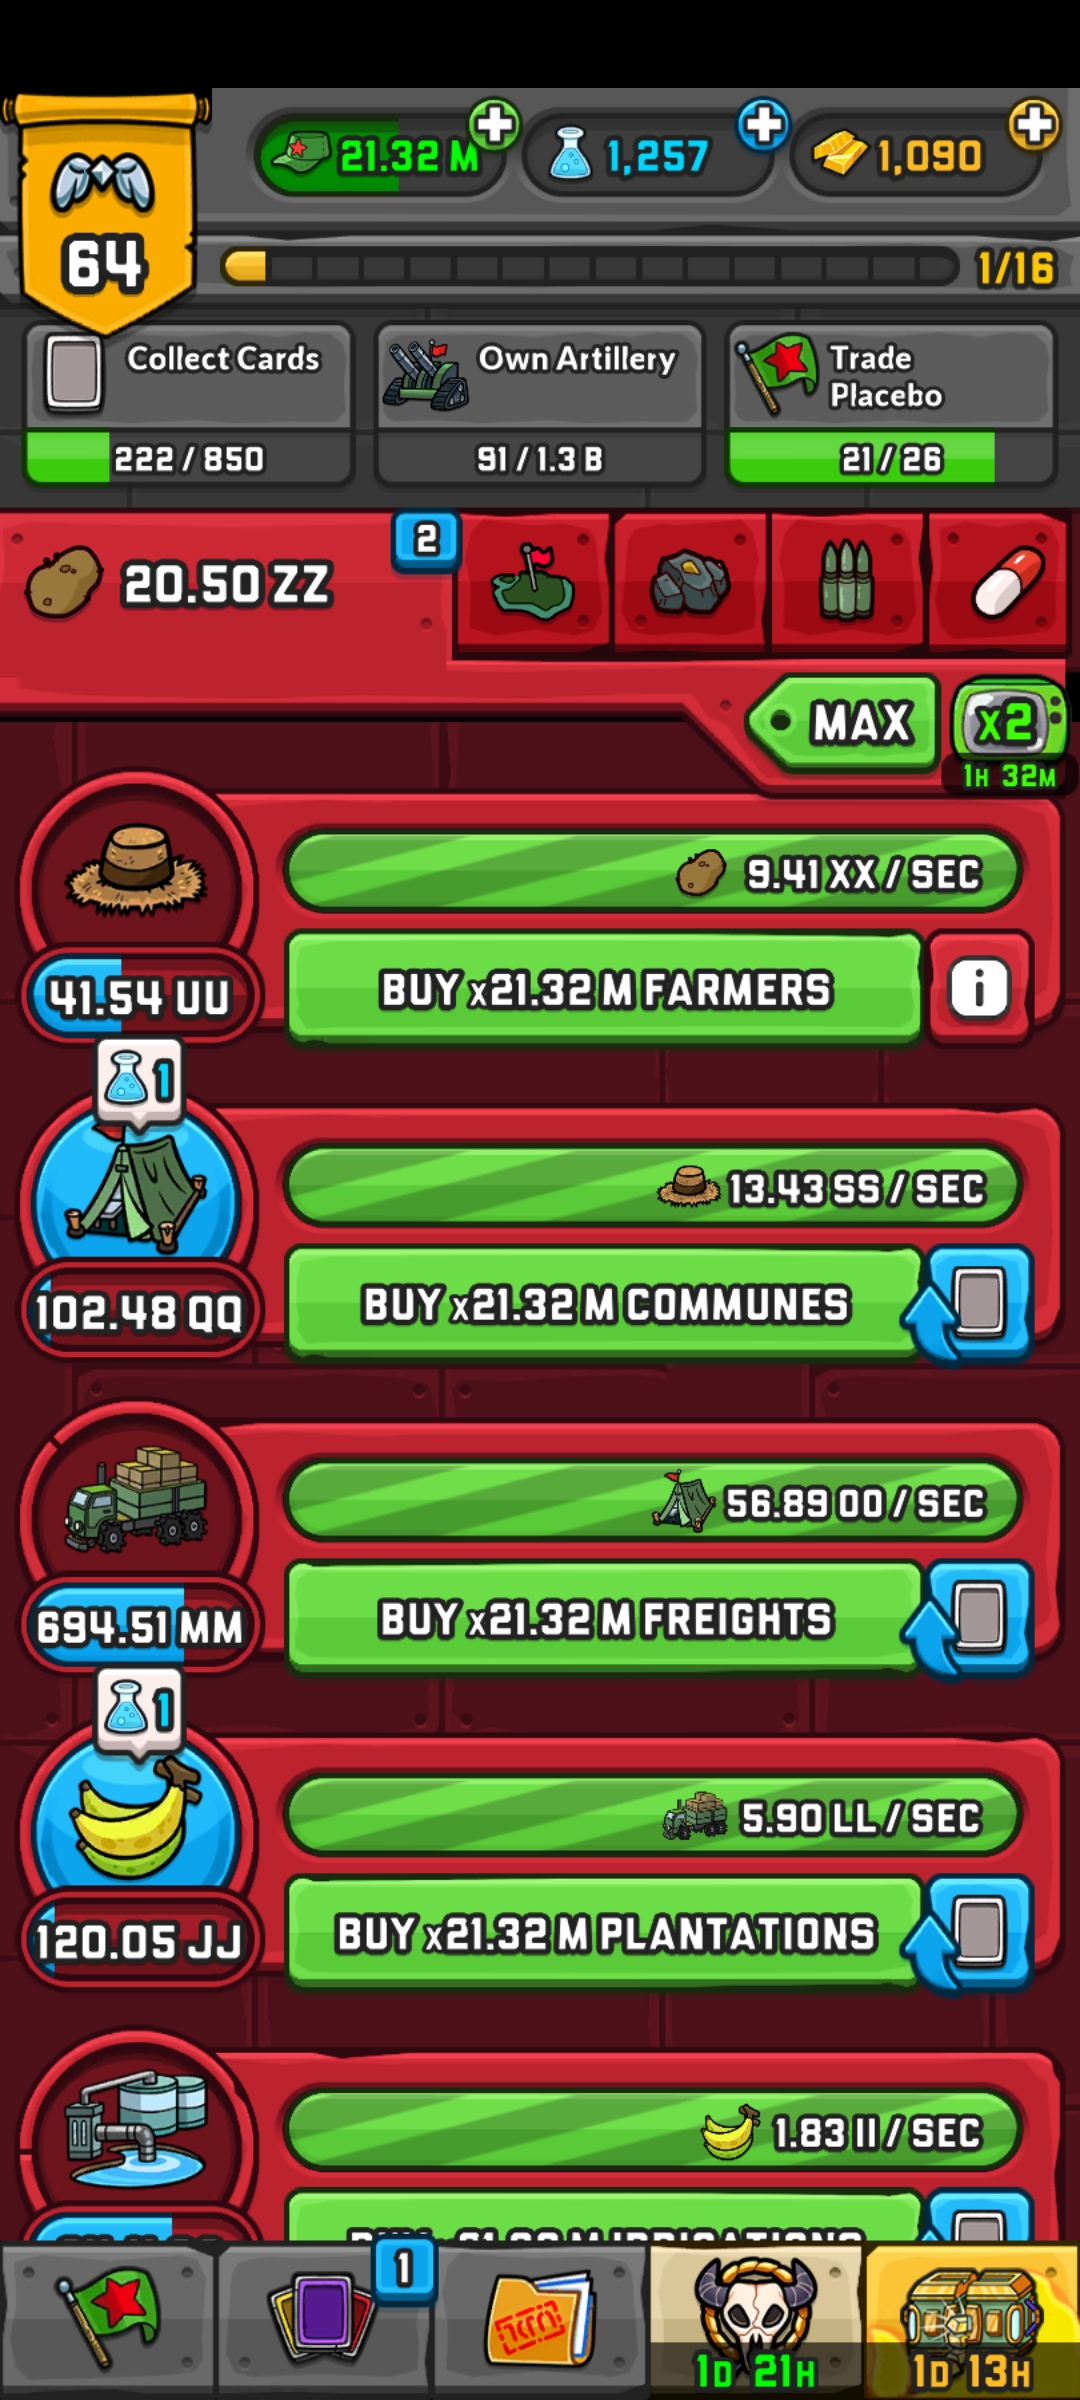 21.32 M
1,257
1,090
64
1/16
Collect Cards
222 / 850
Own Artillery
91 / 1.3 B
Trade
Placebo
21 / 26
20.50 ZZ
2
MAX
x2
1H 32M
9.41 XX / SEC
41.54 UU
BUY x21.32 M FARMERS
i
1
13.43 SS / SEC
102.48 QQ
BUY x21.32 M COMMUNES
56.89 OO / SEC
694.51 MM
BUY x21.32 M FREIGHTS
1
5.90 LL / SEC
120.05 JJ
BUY x21.32 M PLANTATIONS
1.83 II / SEC
1
1D 21H
1D 13H